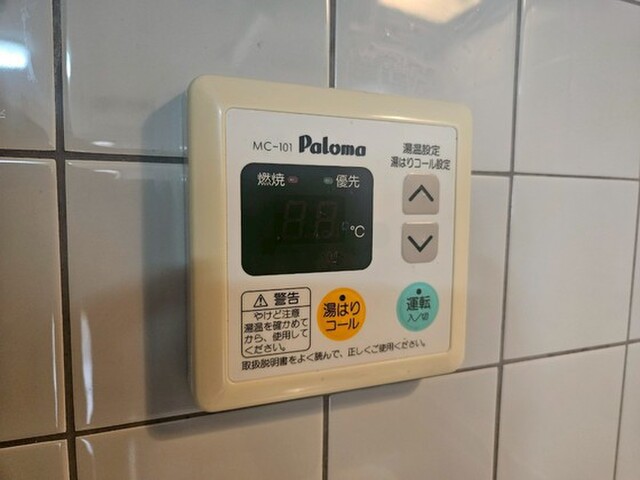 MC-101 Paloma
湯温設定
湯はりコール設定
燃焼 優先
℃
⚠ 警告
やけど注意
湯温を確かめて
から、使用して
ください。
湯はり
コール
運転
入/切
取扱説明書をよく読んで、正しくご使用ください。